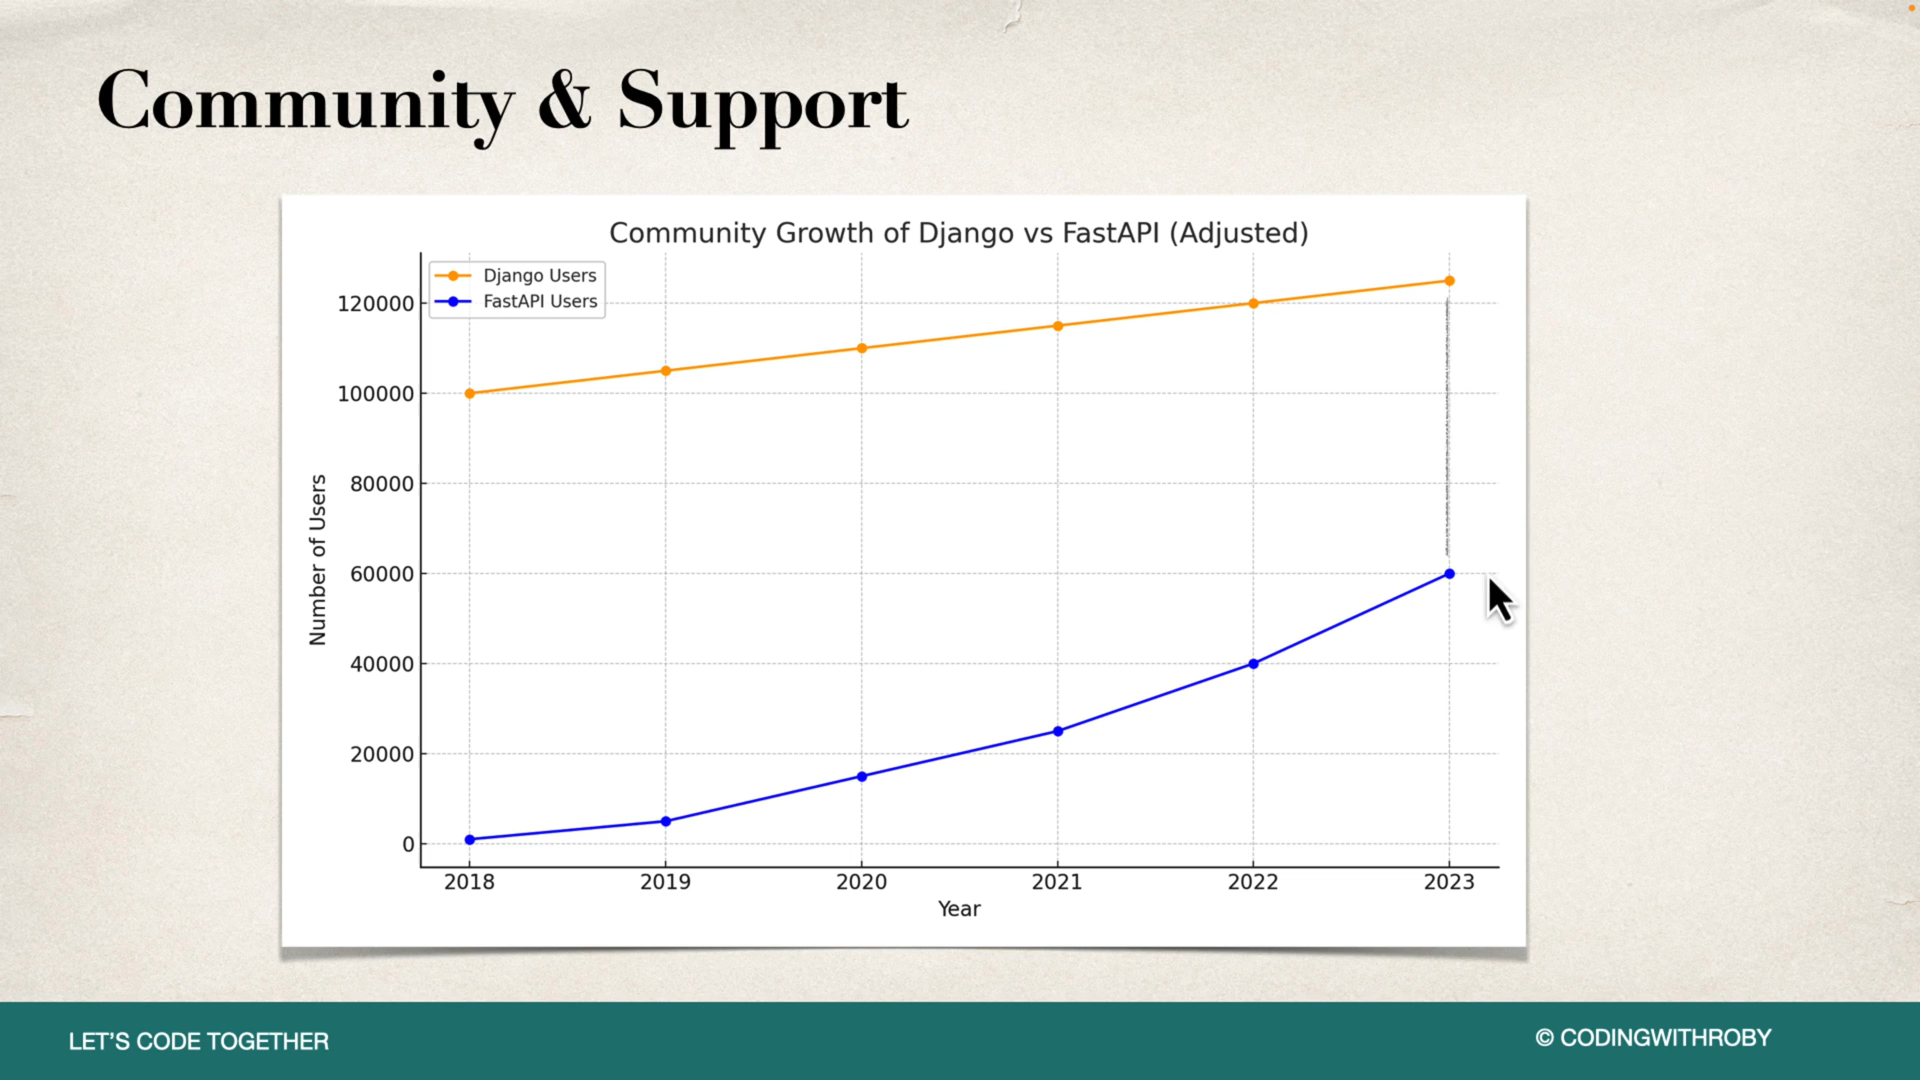 Community & Support
Community Growth of Django vs FastAPI (Adjusted)
Django Users
FastAPI Users
Number of Users
120000
100000
80000
60000
40000
20000
0
2018 2019 2020 2021 2022 2023
Year
LET’S CODE TOGETHER
© CODINGWITHROBY